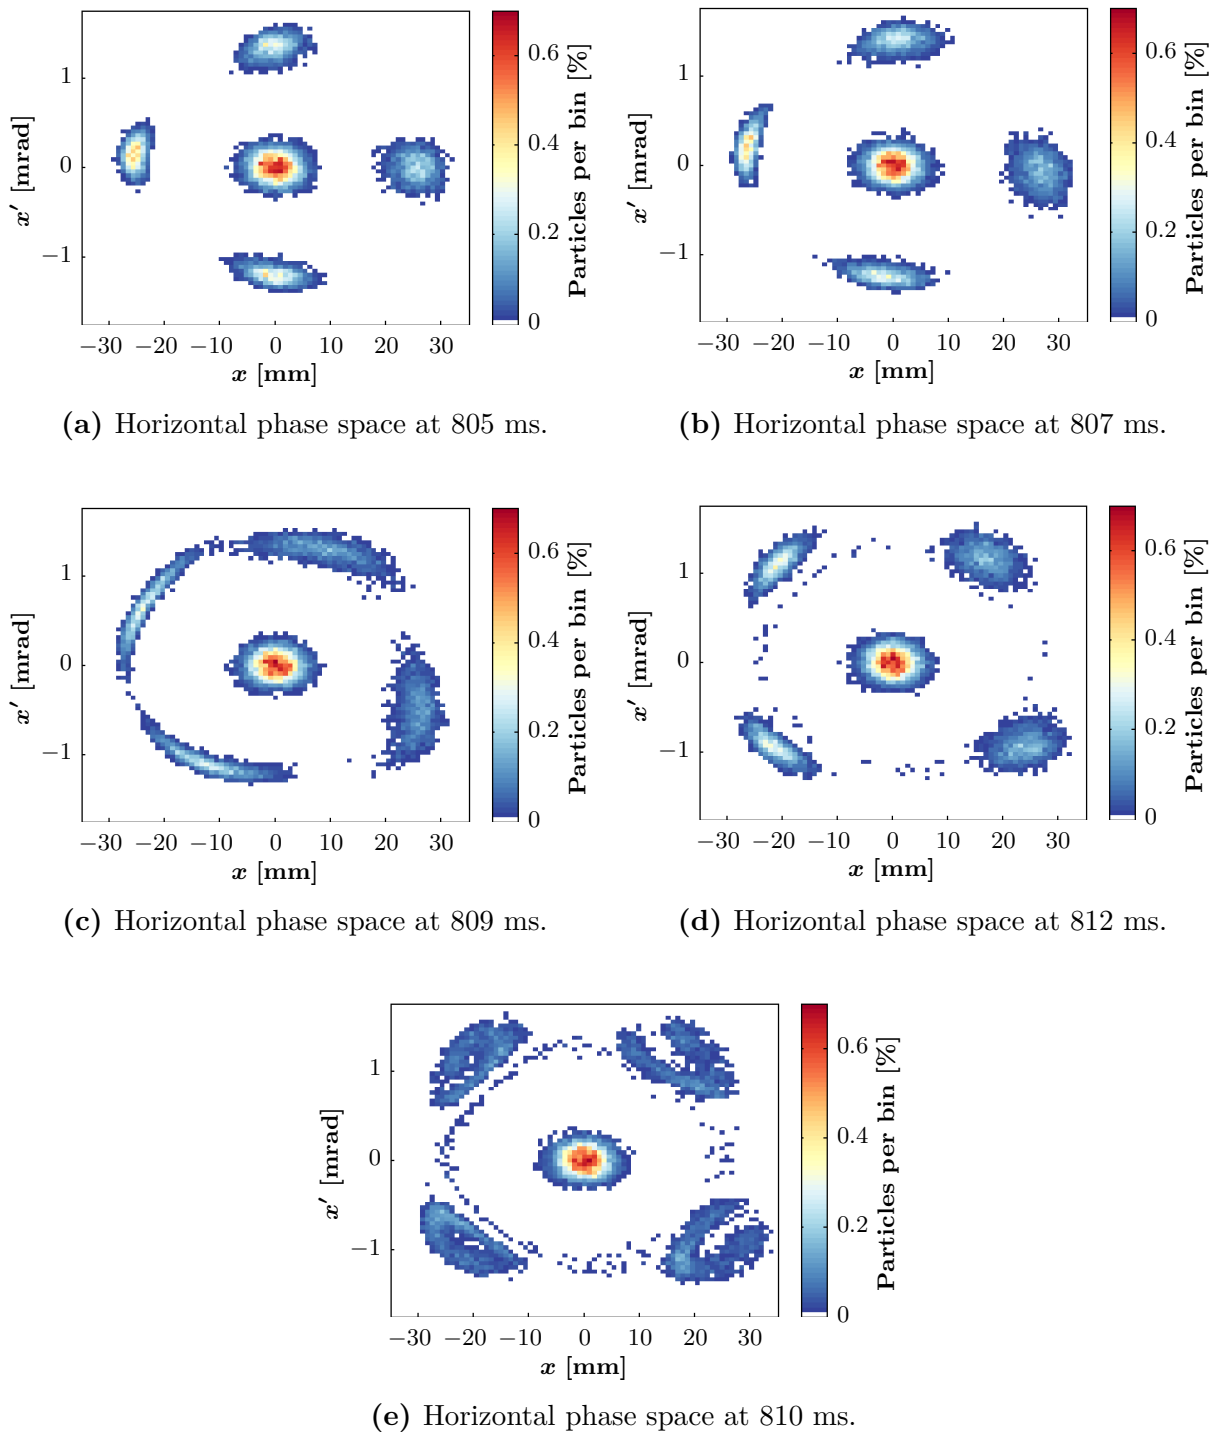 1
0
−1
x′ [mrad]
−30 −20 −10 0 10 20 30
x [mm]
0.6
0.4
0.2
0
Particles per bin [%]
(a) Horizontal phase space at 805 ms.
1
0
−1
x′ [mrad]
−30 −20 −10 0 10 20 30
x [mm]
0.6
0.4
0.2
0
Particles per bin [%]
(b) Horizontal phase space at 807 ms.
1
0
−1
x′ [mrad]
−30 −20 −10 0 10 20 30
x [mm]
0.6
0.4
0.2
0
Particles per bin [%]
(c) Horizontal phase space at 809 ms.
1
0
−1
x′ [mrad]
−30 −20 −10 0 10 20 30
x [mm]
0.6
0.4
0.2
0
Particles per bin [%]
(d) Horizontal phase space at 812 ms.
1
0
−1
x′ [mrad]
−30 −20 −10 0 10 20 30
x [mm]
0.6
0.4
0.2
0
Particles per bin [%]
(e) Horizontal phase space at 810 ms.